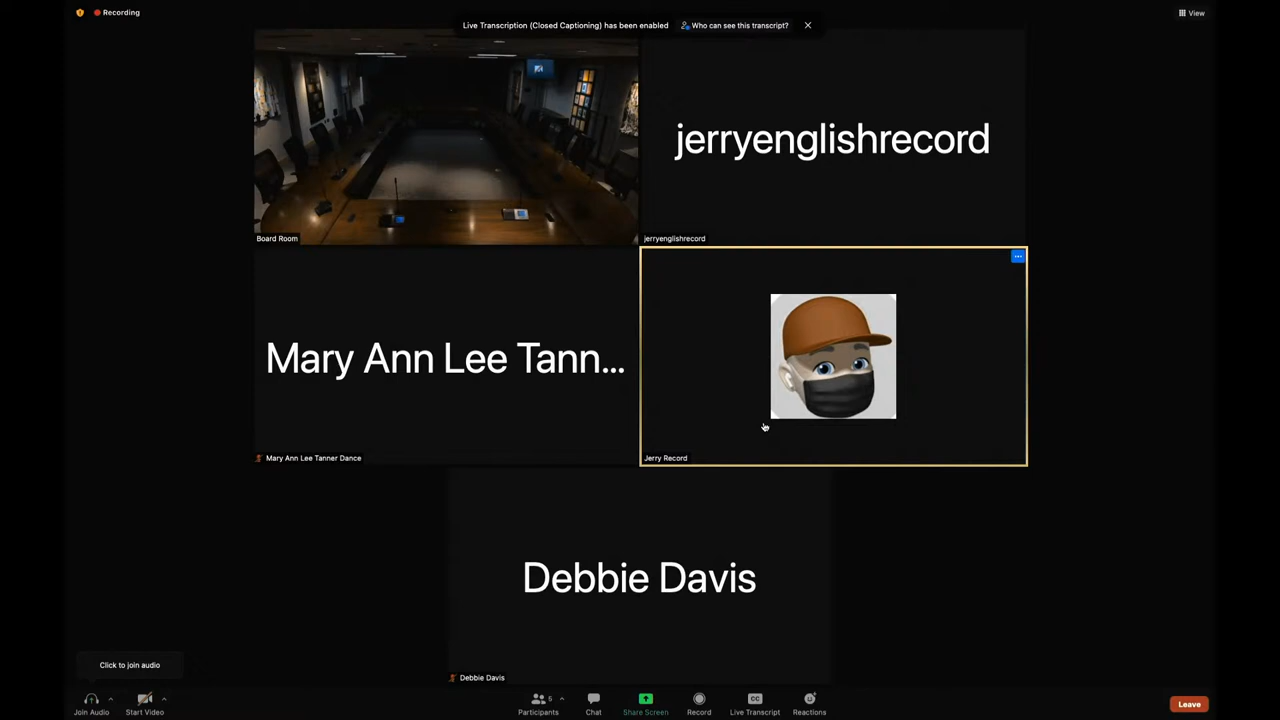 Recording
Live Transcription (Closed Captioning) has been enabled
Who can see this transcript?
View
jerryenglishrecord
Board Room
jerryenglishrecord
Mary Ann Lee Tann...
Mary Ann Lee Tanner Dance
Jerry Record
Debbie Davis
Debbie Davis
Click to join audio
Join Audio
Start Video
5
Participants
Chat
Share Screen
Record
CC
Live Transcript
Reactions
Leave